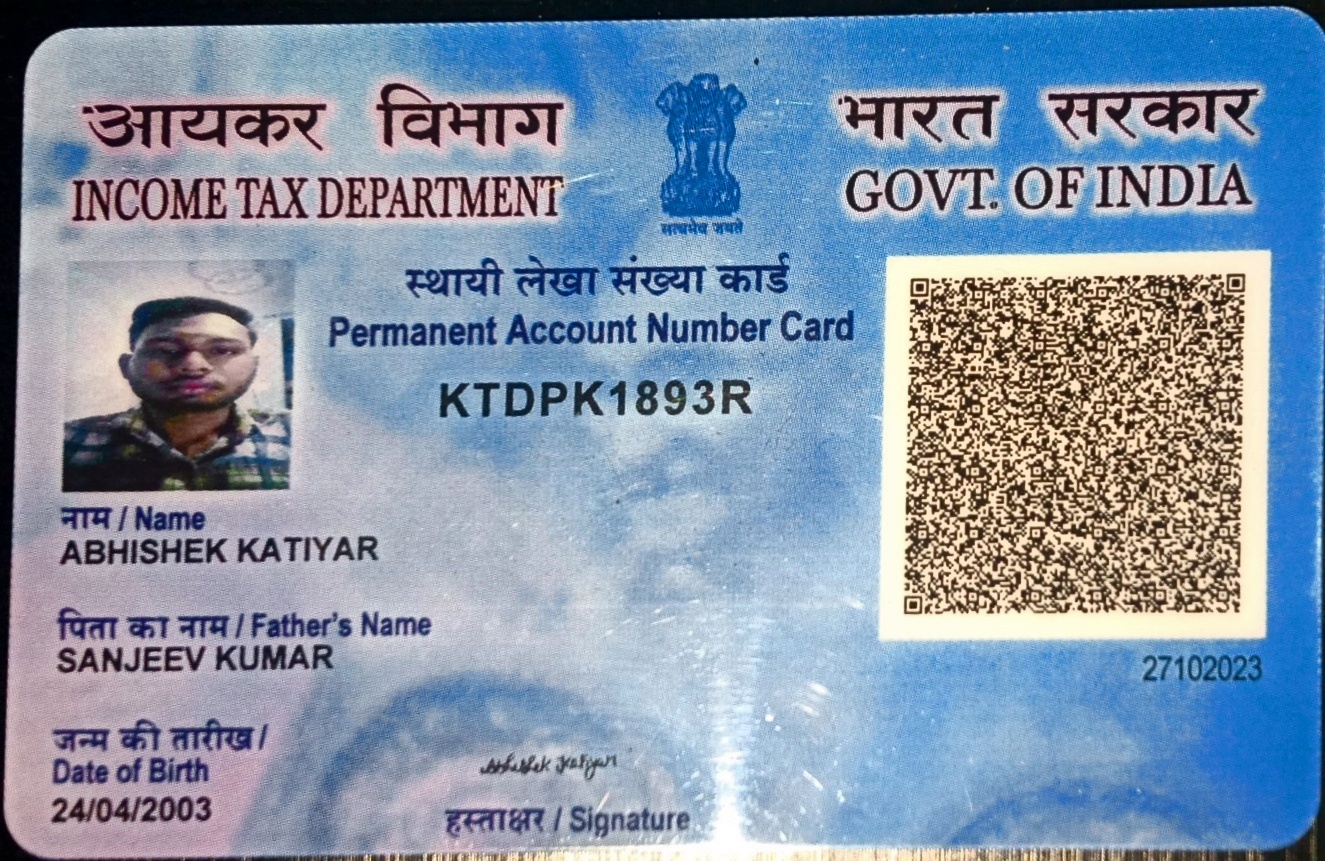 आयकर विभाग
INCOME TAX DEPARTMENT
सत्यमेव जयते
भारत सरकार
GOVT. OF INDIA
स्थायी लेखा संख्या कार्ड
Permanent Account Number Card
KTDPK1893R
नाम / Name
ABHISHEK KATIYAR
पिता का नाम / Father's Name
SANJEEV KUMAR
27102023
जन्म की तारीख /
Date of Birth
24/04/2003
Abhishek Katiyar
हस्ताक्षर / Signature